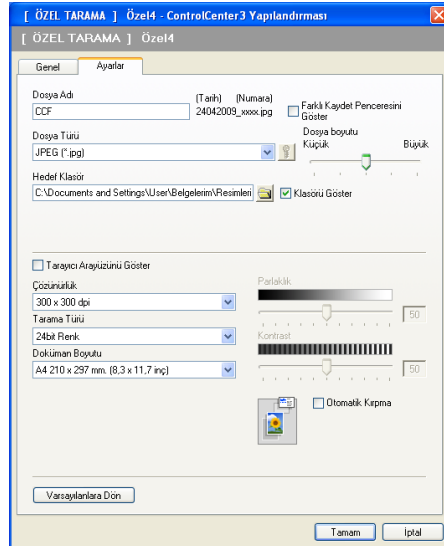 [ ÖZEL TARAMA ] Özel4 - ControlCenter3 Yapılandırması
[ ÖZEL TARAMA ] Özel4
Genel Ayarlar
Dosya Adı (Tarih) (Numara)
CCF 24042009_xxxx.jpg Farklı Kaydet Penceresini
Göster
Dosya Türü Dosya boyutu
JPEG (*.jpg) Küçük Büyük
Hedef Klasör
C:\Documents and Settings\User\Belgelerim\Resimleri Klasörü Göster
Tarayıcı Arayüzünü Göster
Çözünürlük Parlaklık
300 x 300 dpi 50
Tarama Türü Kontrast
24bit Renk
Doküman Boyutu 50
A4 210 x 297 mm. (8,3 x 11,7 inç)
Otomatik Kırpma
Varsayılanlara Dön
Tamam İptal